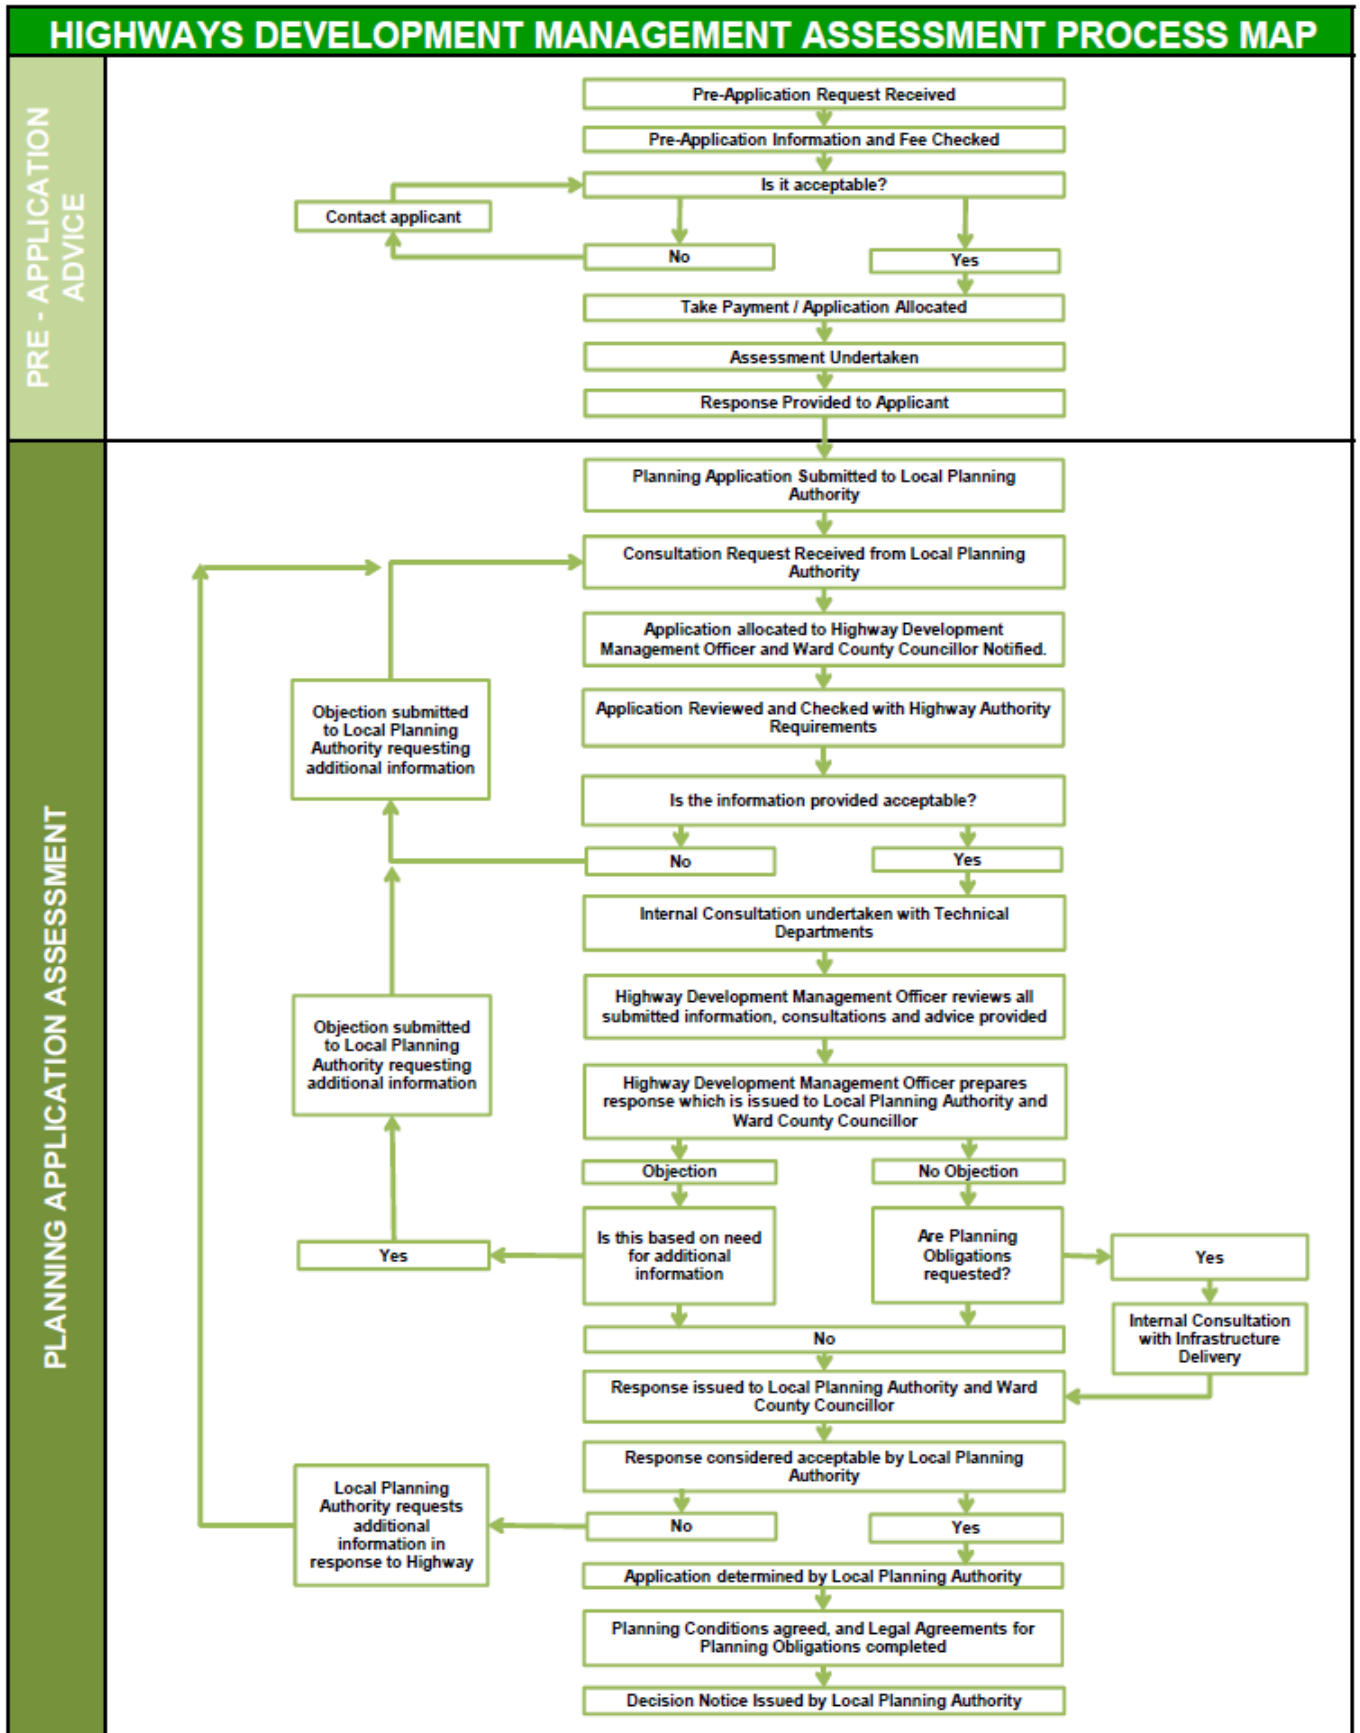 HIGHWAYS DEVELOPMENT MANAGEMENT ASSESSMENT PROCESS MAP
PRE - APPLICATION
ADVICE
Pre-Application Request Received
Pre-Application Information and Fee Checked
Is it acceptable?
Contact applicant
No
Yes
Take Payment / Application Allocated
Assessment Undertaken
Response Provided to Applicant
PLANNING APPLICATION ASSESSMENT
Planning Application Submitted to Local Planning
Authority
Consultation Request Received from Local Planning
Authority
Application allocated to Highway Development
Management Officer and Ward County Councillor Notified.
Objection submitted
to Local Planning
Authority requesting
additional information
Application Reviewed and Checked with Highway Authority
Requirements
Is the information provided acceptable?
No
Yes
Internal Consultation undertaken with Technical
Departments
Objection submitted
to Local Planning
Authority requesting
additional information
Highway Development Management Officer reviews all
submitted information, consultations and advice provided
Highway Development Management Officer prepares
response which is issued to Local Planning Authority and
Ward County Councillor
Objection
No Objection
Yes
Is this based on need
for additional
information
Are Planning
Obligations
requested?
Yes
Internal Consultation
with Infrastructure
Delivery
No
Response issued to Local Planning Authority and Ward
County Councillor
Response considered acceptable by Local Planning
Authority
Local Planning
Authority requests
additional
information in
response to Highway
No
Yes
Application determined by Local Planning Authority
Planning Conditions agreed, and Legal Agreements for
Planning Obligations completed
Decision Notice Issued by Local Planning Authority